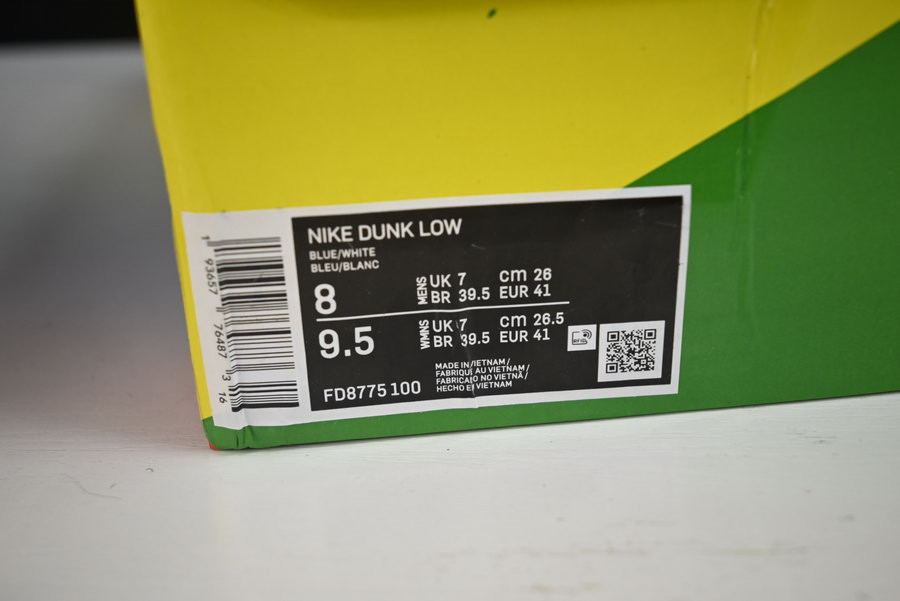 NIKE DUNK LOW
BLUE/WHITE
BLEU/BLANC
8
MENS
UK 7 cm 26
BR 39.5 EUR 41
9.5
WMNS
UK 7 cm 26.5
BR 39.5 EUR 41
RFID
MADE IN VIETNAM /
FABRIQUÉ AU VIETNAM /
FABRICADO NO VIETNÃ /
HECHO EN VIETNAM
FD8775 100
1 93657 76487 3 16